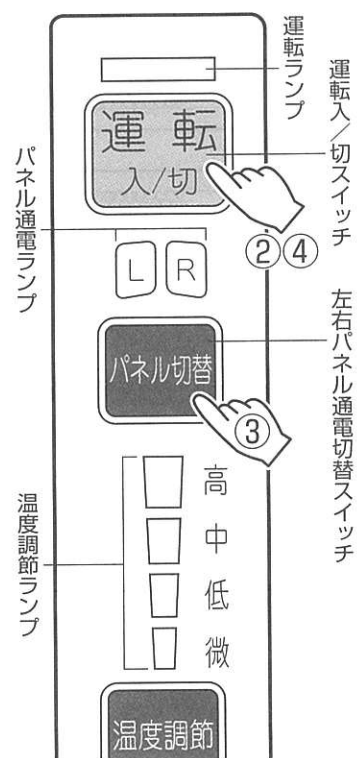 運転ランプ
運転入／切スイッチ
運 転
入/切
②④
パネル通電ランプ
L R
左右パネル通電切替スイッチ
パネル切替
③
温度調節ランプ
高
中
低
微
温度調節